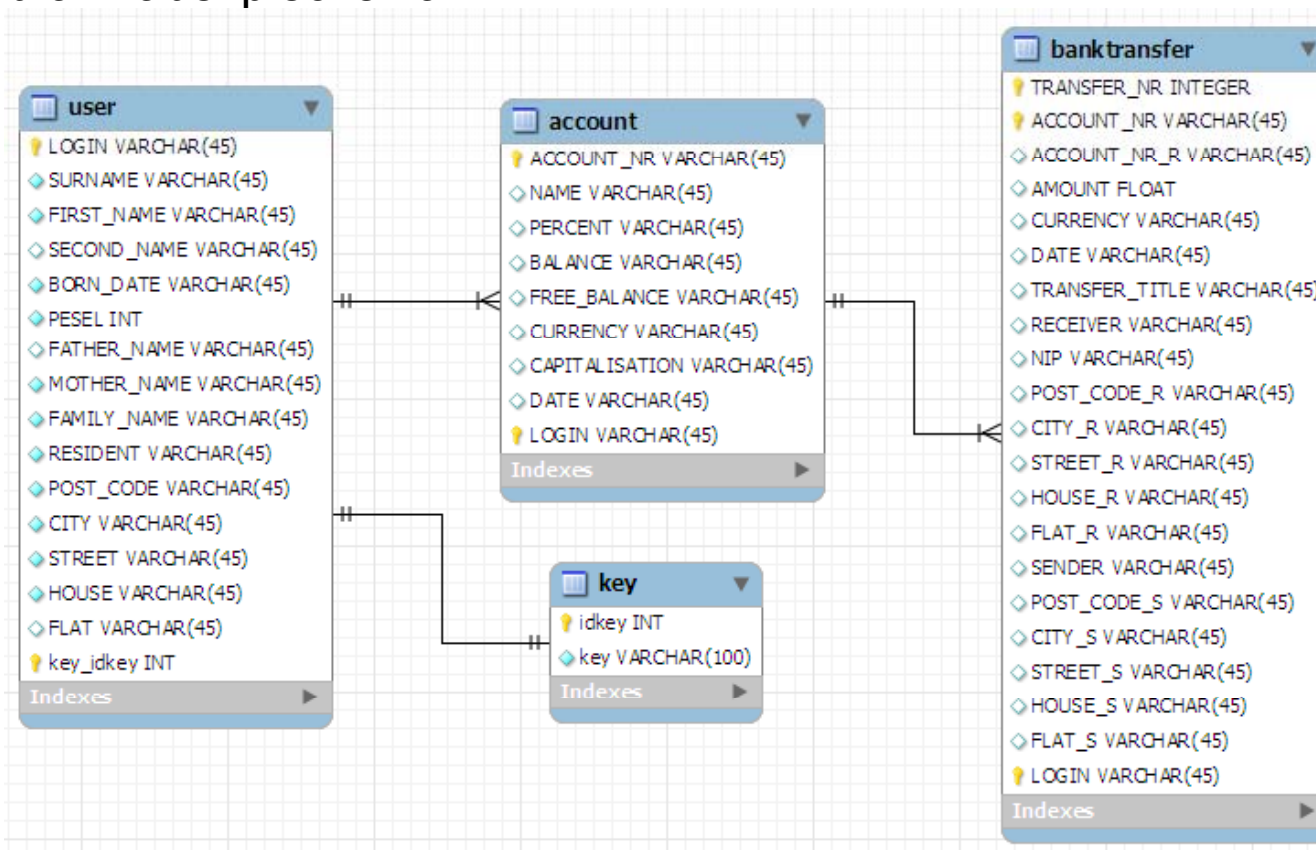 user
LOGIN VARCHAR(45)
SURNAME VARCHAR(45)
FIRST_NAME VARCHAR(45)
SECOND_NAME VARCHAR(45)
BORN_DATE VARCHAR(45)
PESEL INT
FATHER_NAME VARCHAR(45)
MOTHER_NAME VARCHAR(45)
FAMILY_NAME VARCHAR(45)
RESIDENT VARCHAR(45)
POST_CODE VARCHAR(45)
CITY VARCHAR(45)
STREET VARCHAR(45)
HOUSE VARCHAR(45)
FLAT VARCHAR(45)
key_idkey INT
Indexes
account
ACCOUNT_NR VARCHAR(45)
NAME VARCHAR(45)
PERCENT VARCHAR(45)
BALANCE VARCHAR(45)
FREE_BALANCE VARCHAR(45)
CURRENCY VARCHAR(45)
CAPITALISATION VARCHAR(45)
DATE VARCHAR(45)
LOGIN VARCHAR(45)
Indexes
key
idkey INT
key VARCHAR(100)
Indexes
banktransfer
TRANSFER_NR INTEGER
ACCOUNT_NR VARCHAR(45)
ACCOUNT_NR_R VARCHAR(45)
AMOUNT FLOAT
CURRENCY VARCHAR(45)
DATE VARCHAR(45)
TRANSFER_TITLE VARCHAR(45)
RECEIVER VARCHAR(45)
NIP VARCHAR(45)
POST_CODE_R VARCHAR(45)
CITY_R VARCHAR(45)
STREET_R VARCHAR(45)
HOUSE_R VARCHAR(45)
FLAT_R VARCHAR(45)
SENDER VARCHAR(45)
POST_CODE_S VARCHAR(45)
CITY_S VARCHAR(45)
STREET_S VARCHAR(45)
HOUSE_S VARCHAR(45)
FLAT_S VARCHAR(45)
LOGIN VARCHAR(45)
Indexes